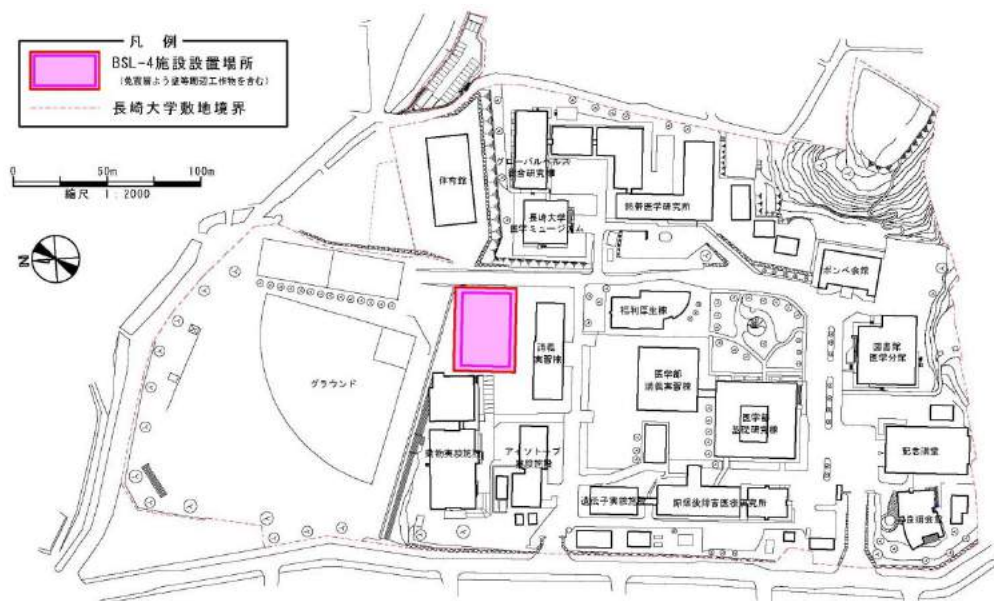 凡 例
BSL-4施設設置場所
(免震層よう壁等周辺工作物を含む)
長崎大学敷地境界
0 50m 100m
縮尺 1:2000
N
体育館
グローバルヘルス
総合研究棟
熱帯医学研究所
長崎大学
医学ミュージアム
ボンペ会館
福利厚生棟
講義
実習棟
図書館
医学分館
グラウンド
医学部
講義実習棟
医学部
基礎研究棟
動物実験施設
アイソトープ
実験施設
記念講堂
遺伝子実験施設
原爆後障害医療研究所
良順会館